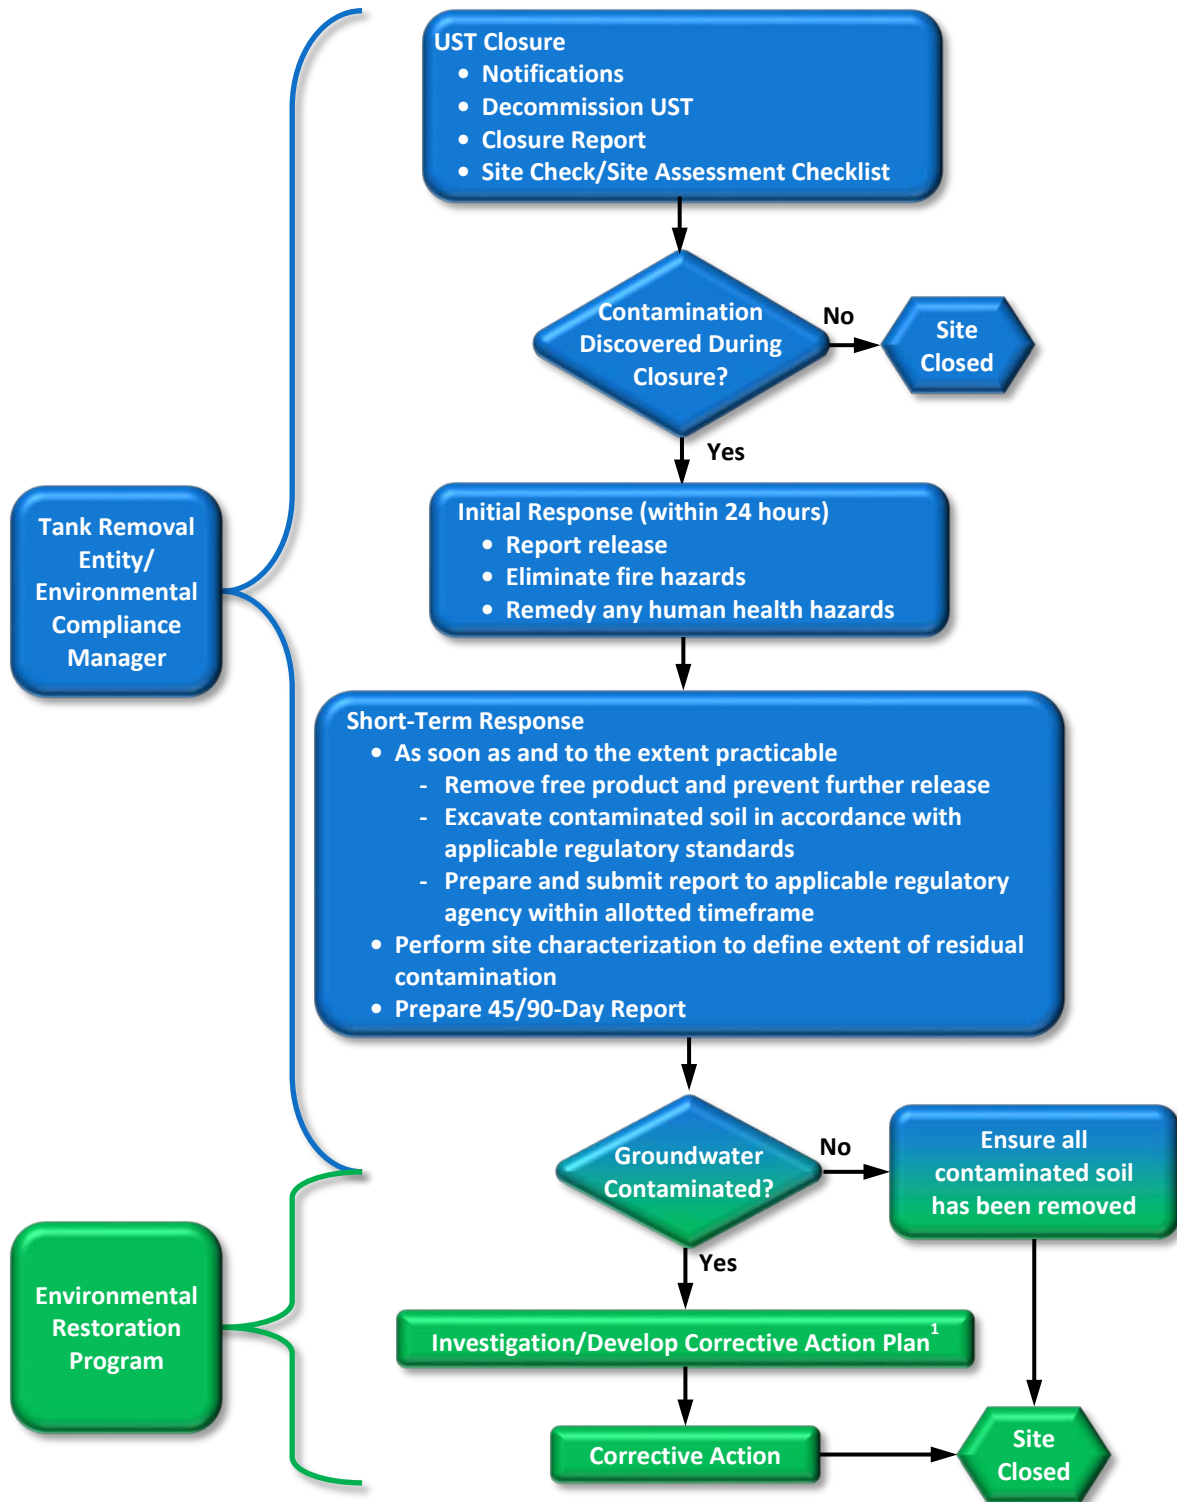 UST Closure
• Notifications
• Decommission UST
• Closure Report
• Site Check/Site Assessment Checklist
Contamination
Discovered During
Closure?
No
Site
Closed
Yes
Initial Response (within 24 hours)
• Report release
• Eliminate fire hazards
• Remedy any human health hazards
Tank Removal
Entity/
Environmental
Compliance
Manager
Short-Term Response
• As soon as and to the extent practicable
- Remove free product and prevent further release
- Excavate contaminated soil in accordance with
applicable regulatory standards
- Prepare and submit report to applicable regulatory
agency within allotted timeframe
• Perform site characterization to define extent of residual
contamination
• Prepare 45/90-Day Report
Groundwater
Contaminated?
No
Ensure all
contaminated soil
has been removed
Yes
Environmental
Restoration
Program
Investigation/Develop Corrective Action Plan¹
Corrective Action
Site
Closed